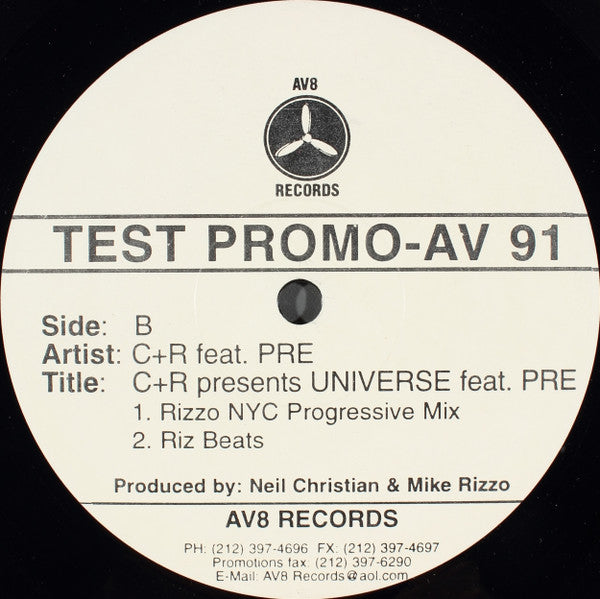 AV8
RECORDS
TEST PROMO-AV 91
Side: B
Artist: C+R feat. PRE
Title: C+R presents UNIVERSE feat. PRE
1. Rizzo NYC Progressive Mix
2. Riz Beats
Produced by: Neil Christian & Mike Rizzo
AV8 RECORDS
PH: (212) 397-4696 FX: (212) 397-4697
Promotions fax: (212) 397-6290
E-Mail: AV8 Records@aol.com